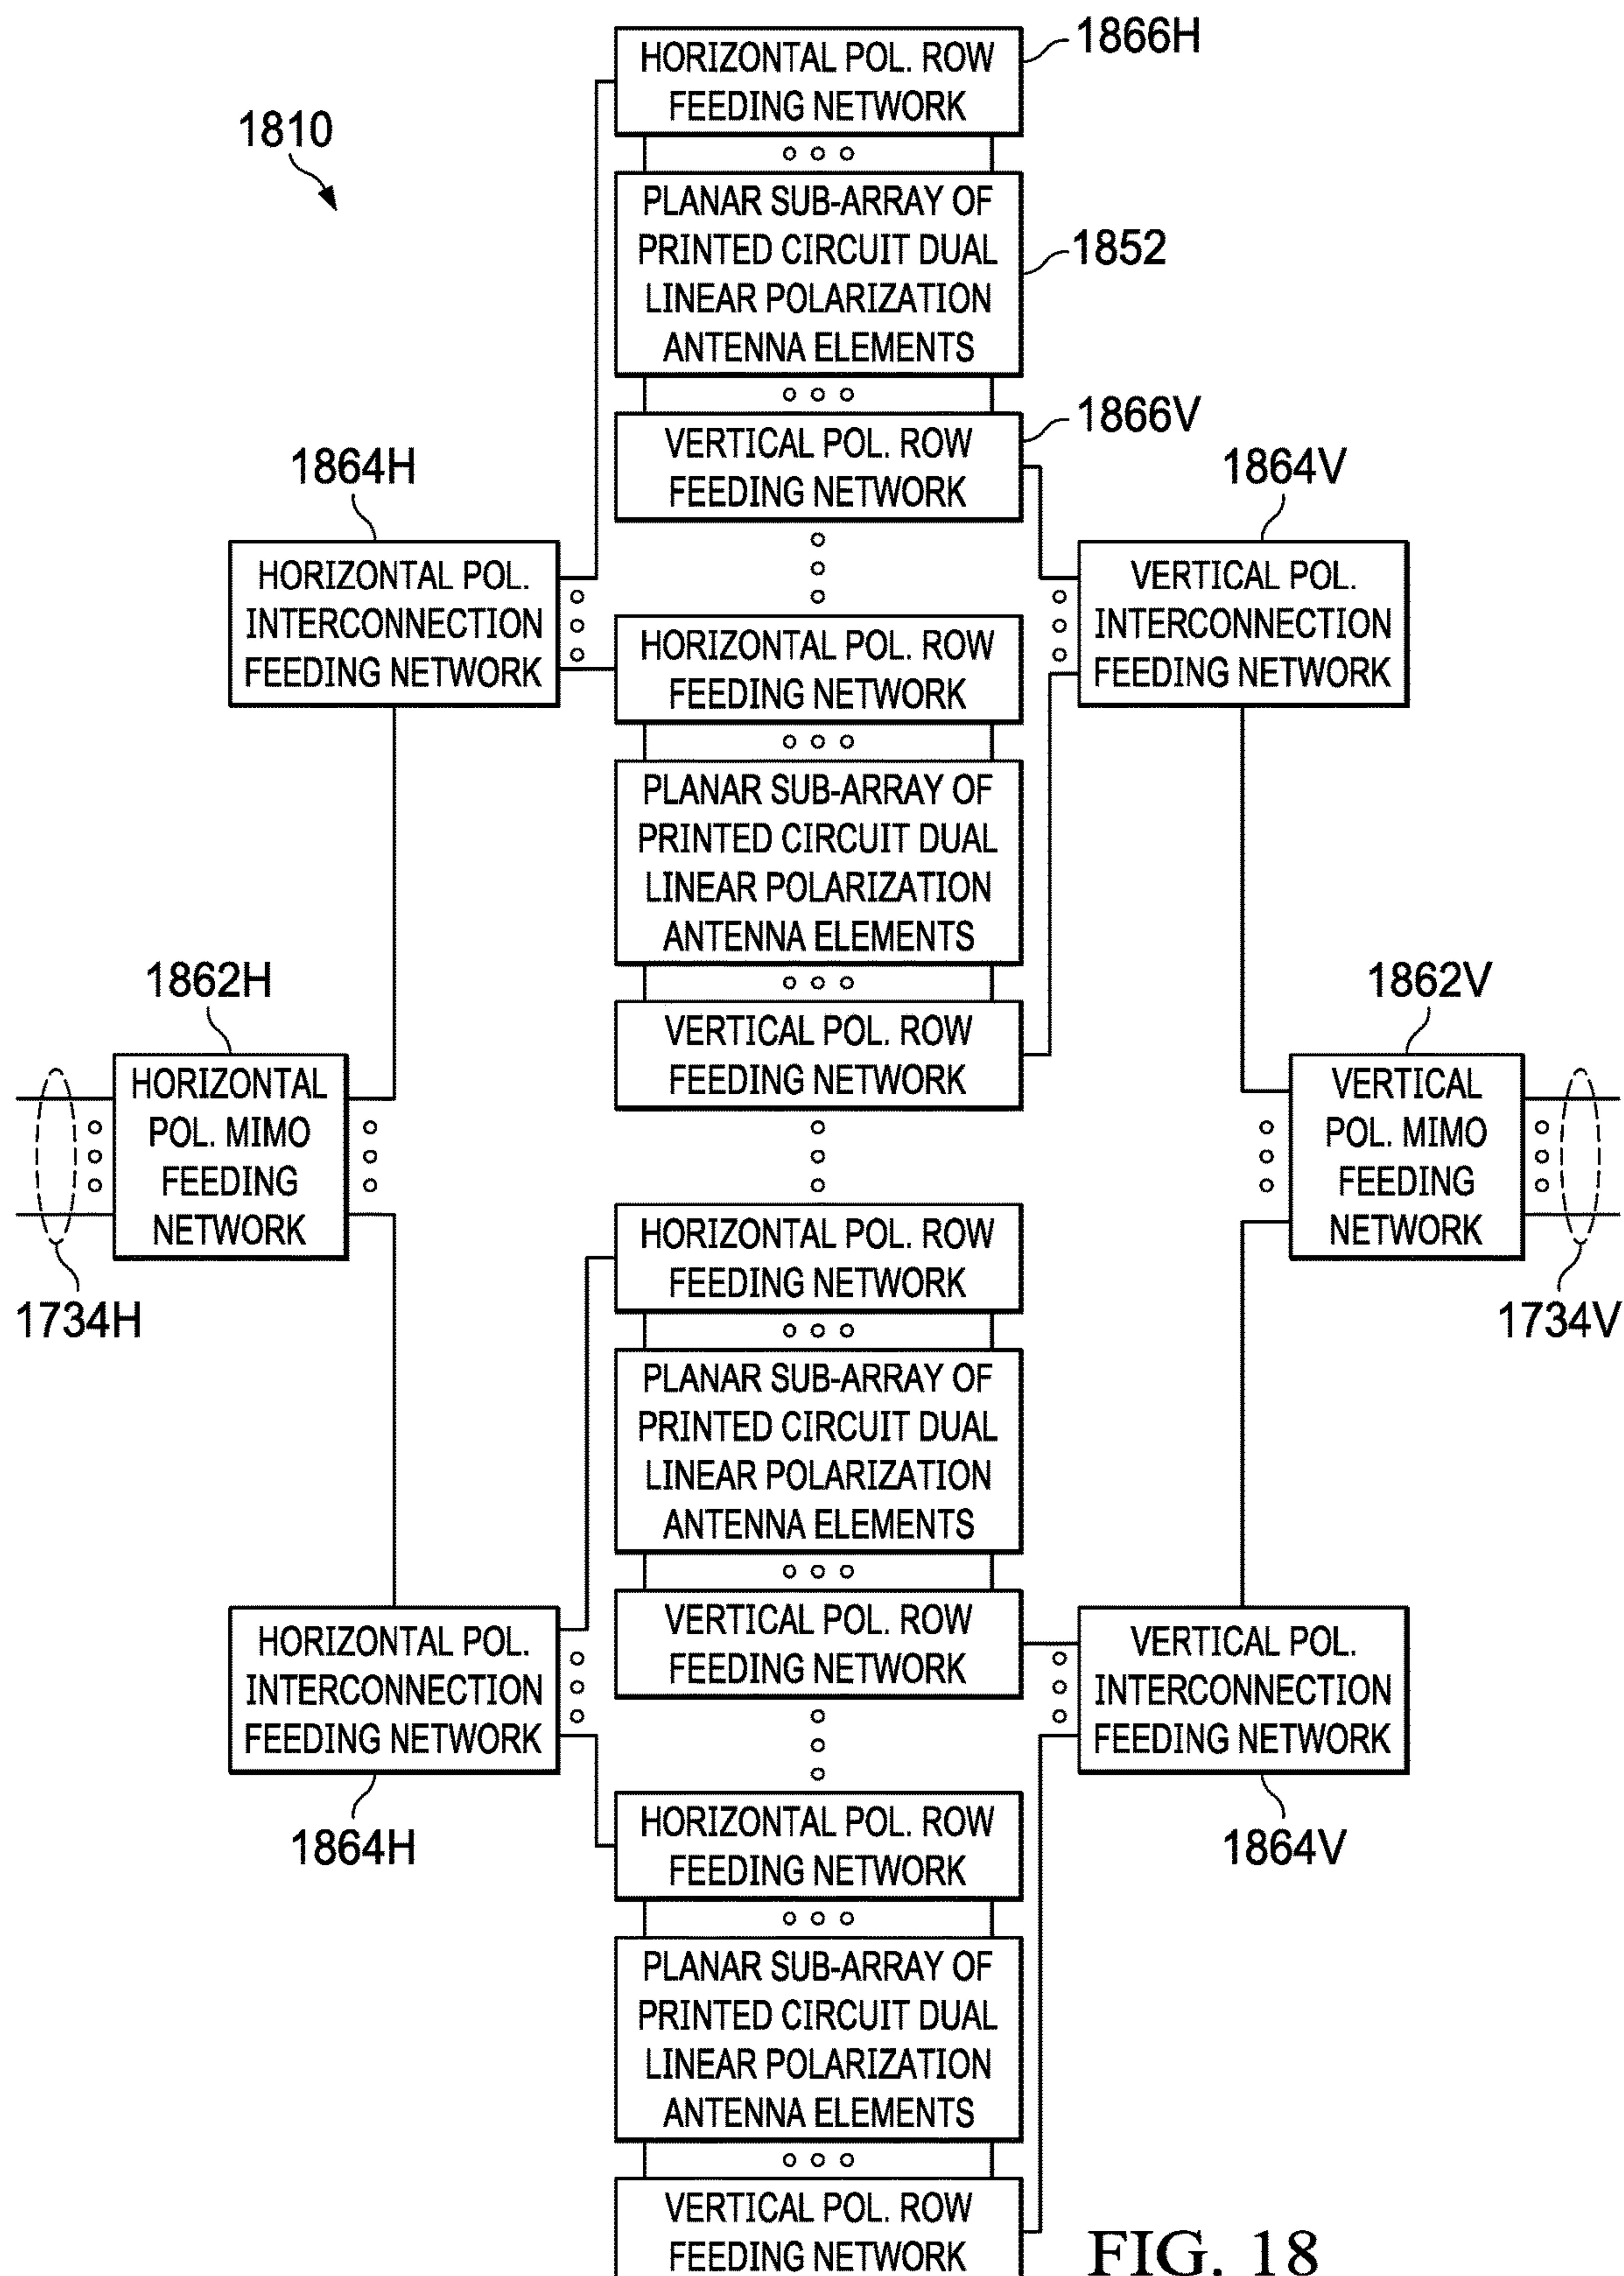 1866H
HORIZONTAL POL. ROW
FEEDING NETWORK
1810
PLANAR SUB-ARRAY OF
PRINTED CIRCUIT DUAL
LINEAR POLARIZATION
ANTENNA ELEMENTS
1852
1866V
VERTICAL POL. ROW
FEEDING NETWORK
1864H
HORIZONTAL POL.
INTERCONNECTION
FEEDING NETWORK
1864V
VERTICAL POL.
INTERCONNECTION
FEEDING NETWORK
HORIZONTAL POL. ROW
FEEDING NETWORK
PLANAR SUB-ARRAY OF
PRINTED CIRCUIT DUAL
LINEAR POLARIZATION
ANTENNA ELEMENTS
VERTICAL POL. ROW
FEEDING NETWORK
1862H
HORIZONTAL
POL. MIMO
FEEDING
NETWORK
1734H
1862V
VERTICAL
POL. MIMO
FEEDING
NETWORK
1734V
HORIZONTAL POL. ROW
FEEDING NETWORK
PLANAR SUB-ARRAY OF
PRINTED CIRCUIT DUAL
LINEAR POLARIZATION
ANTENNA ELEMENTS
VERTICAL POL. ROW
FEEDING NETWORK
HORIZONTAL POL.
INTERCONNECTION
FEEDING NETWORK
1864H
VERTICAL POL.
INTERCONNECTION
FEEDING NETWORK
1864V
HORIZONTAL POL. ROW
FEEDING NETWORK
PLANAR SUB-ARRAY OF
PRINTED CIRCUIT DUAL
LINEAR POLARIZATION
ANTENNA ELEMENTS
VERTICAL POL. ROW
FEEDING NETWORK
FIG. 18